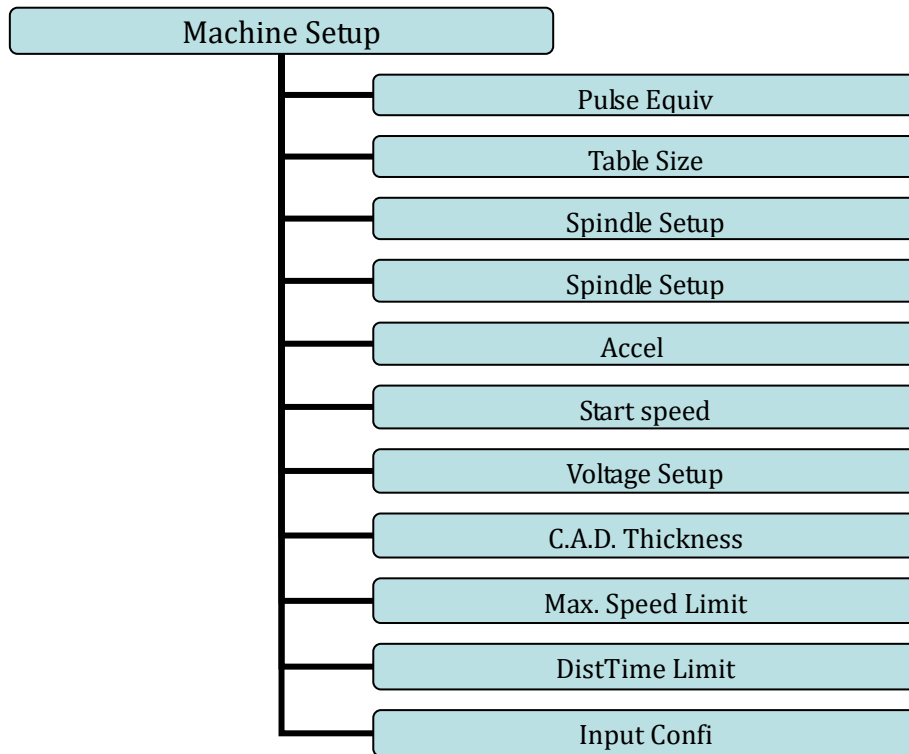 Machine Setup
Pulse Equiv
Table Size
Spindle Setup
Spindle Setup
Accel
Start speed
Voltage Setup
C.A.D. Thickness
Max. Speed Limit
DistTime Limit
Input Confi